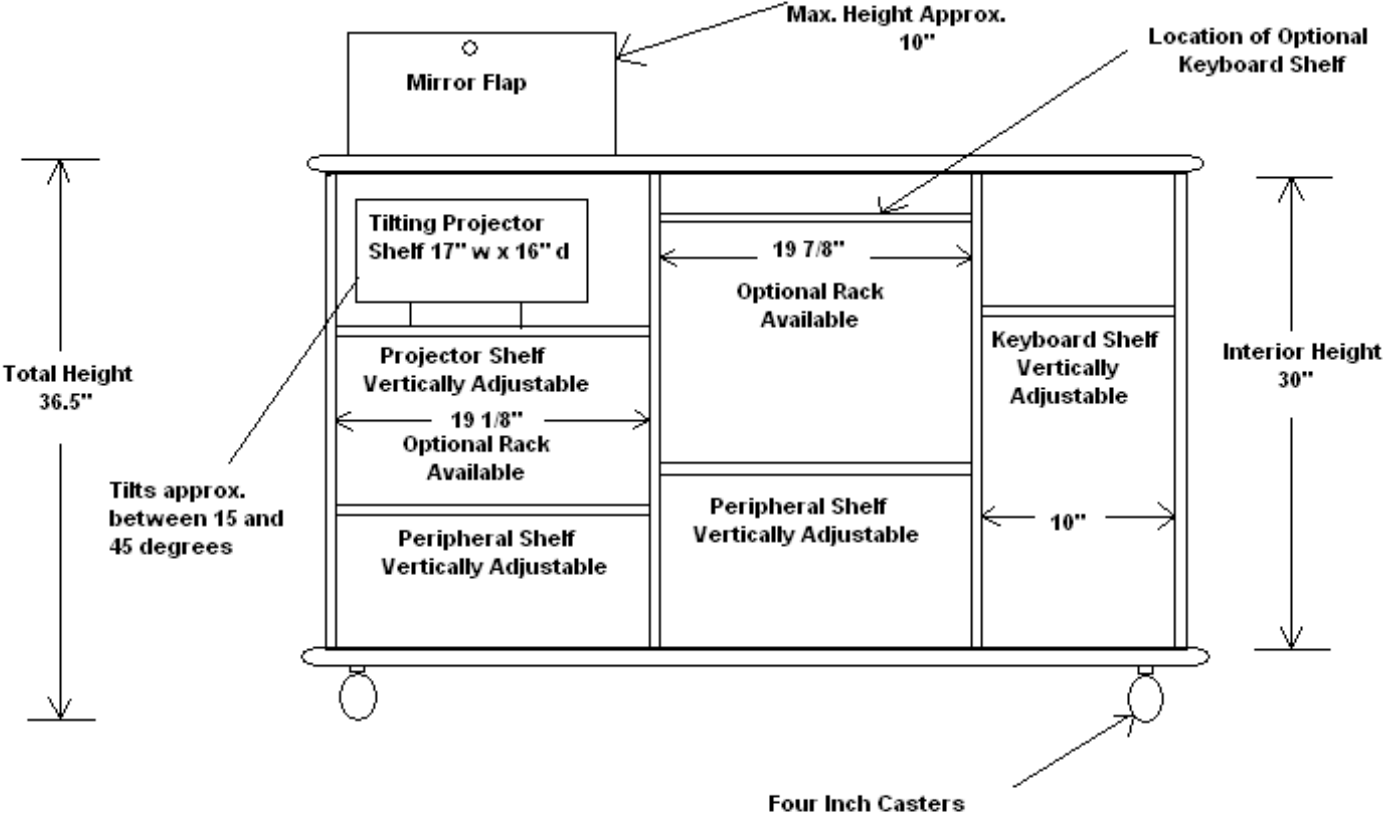 Max. Height Approx.
10"
Location of Optional
Keyboard Shelf
Mirror Flap
Tilting Projector
Shelf 17" w x 16" d
19 7/8"
Optional Rack
Available
Keyboard Shelf
Vertically
Adjustable
Interior Height
30"
Total Height
36.5"
Projector Shelf
Vertically Adjustable
19 1/8"
Optional Rack
Available
Tilts approx.
between 15 and
45 degrees
Peripheral Shelf
Vertically Adjustable
Peripheral Shelf
Vertically Adjustable
10"
Four Inch Casters